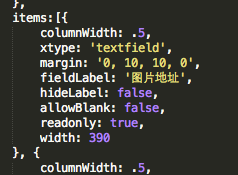 },
items:[{
columnWidth: .5,
xtype: 'textfield',
margin: '0, 10, 10, 0',
fieldLabel: '图片地址',
hideLabel: false,
allowBlank: false,
readonly: true,
width: 390
}, {
columnWidth: .5,